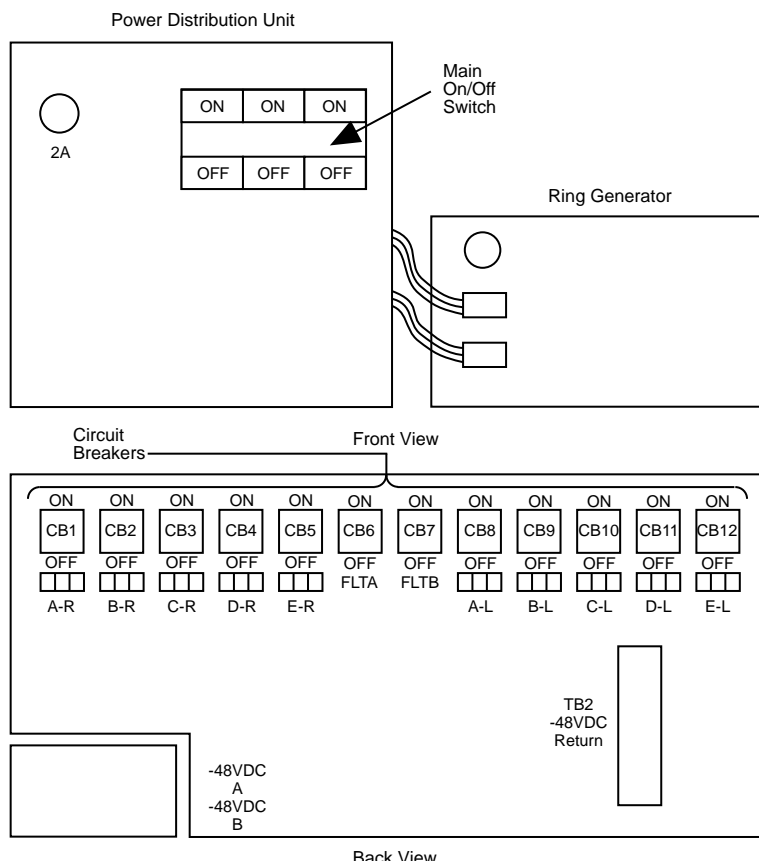 Power Distribution Unit
Main
On/Off
Switch
ON ON ON
2A
OFF OFF OFF
Ring Generator
Circuit
Breakers
Front View
ON ON ON ON ON ON ON ON ON ON ON ON
CB1 CB2 CB3 CB4 CB5 CB6 CB7 CB8 CB9 CB10 CB11 CB12
OFF OFF OFF OFF OFF OFF OFF OFF OFF OFF OFF OFF
FLTA FLTB
A-R B-R C-R D-R E-R A-L B-L C-L D-L E-L
TB2
-48VDC
Return
-48VDC
A
-48VDC
B
Back View